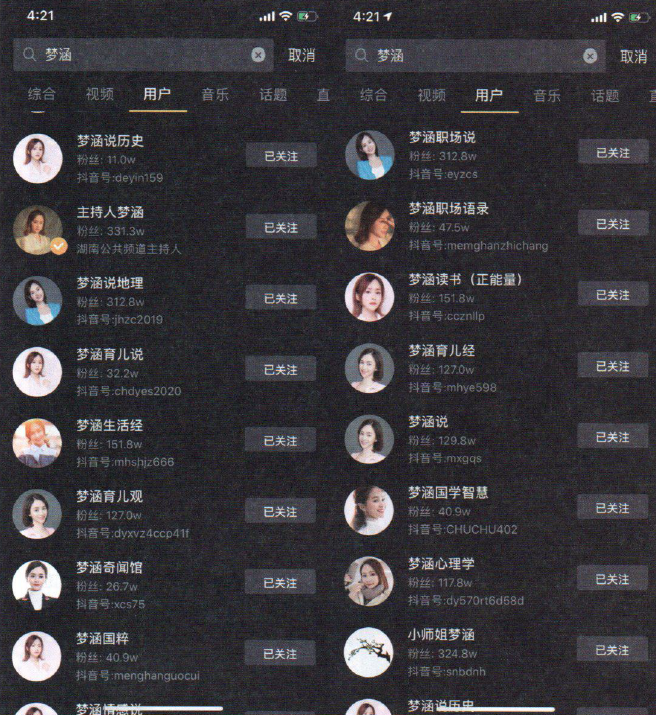 4:21
梦涵
取消
综合 视频 用户 音乐 话题 直
梦涵说历史
粉丝: 11.0w
抖音号:deyin159
已关注
主持人梦涵
粉丝: 331.3w
湖南公共频道主持人
已关注
梦涵说地理
粉丝: 312.8w
抖音号:jhzc2019
已关注
梦涵育儿说
粉丝: 32.2w
抖音号:chdyes2020
已关注
梦涵生活经
粉丝: 151.8w
抖音号:mhshjz666
已关注
梦涵育儿观
粉丝: 127.0w
抖音号:dyxvz4ccp41f
已关注
梦涵奇闻馆
粉丝: 26.7w
抖音号:xcs75
已关注
梦涵国粹
粉丝: 40.9w
抖音号:menghanguocui
已关注
梦涵情感说
4:21
梦涵
取消
综合 视频 用户 音乐 话题 直
梦涵职场说
粉丝: 312.8w
抖音号:eyzcs
已关注
梦涵职场语录
粉丝: 47.5w
抖音号:memghanzhichang
已关注
梦涵读书（正能量）
粉丝: 151.8w
抖音号:ccznllp
已关注
梦涵育儿经
粉丝: 127.0w
抖音号:mhye598
已关注
梦涵说
粉丝: 129.8w
抖音号:mxgqs
已关注
梦涵国学智慧
粉丝: 40.9w
抖音号:CHUCHU402
已关注
梦涵心理学
粉丝: 117.8w
抖音号:dy570rt6d58d
已关注
小师姐梦涵
粉丝: 324.8w
抖音号:snbdnh
已关注
梦涵说历史